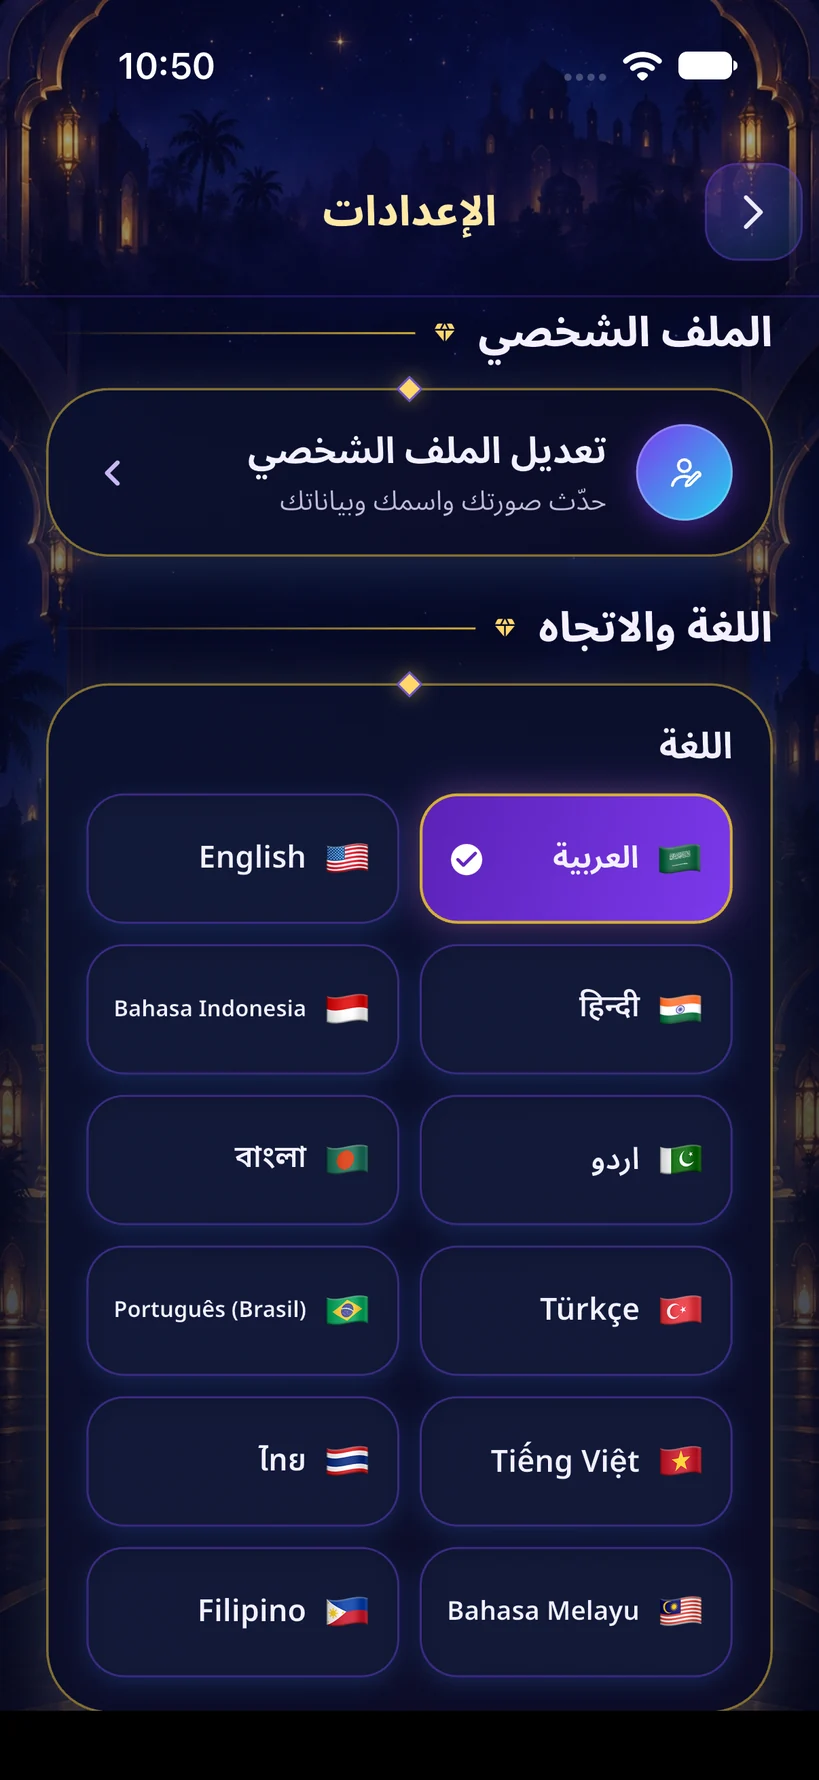 10:50
الإعدادات
الملف الشخصي
تعديل الملف الشخصي
حدّث صورتك واسمك وبياناتك
اللغة والاتجاه
اللغة
العربية
English
हिन्दी
Bahasa Indonesia
اردو
বাংলা
Türkçe
Português (Brasil)
Tiếng Việt
ไทย
Bahasa Melayu
Filipino